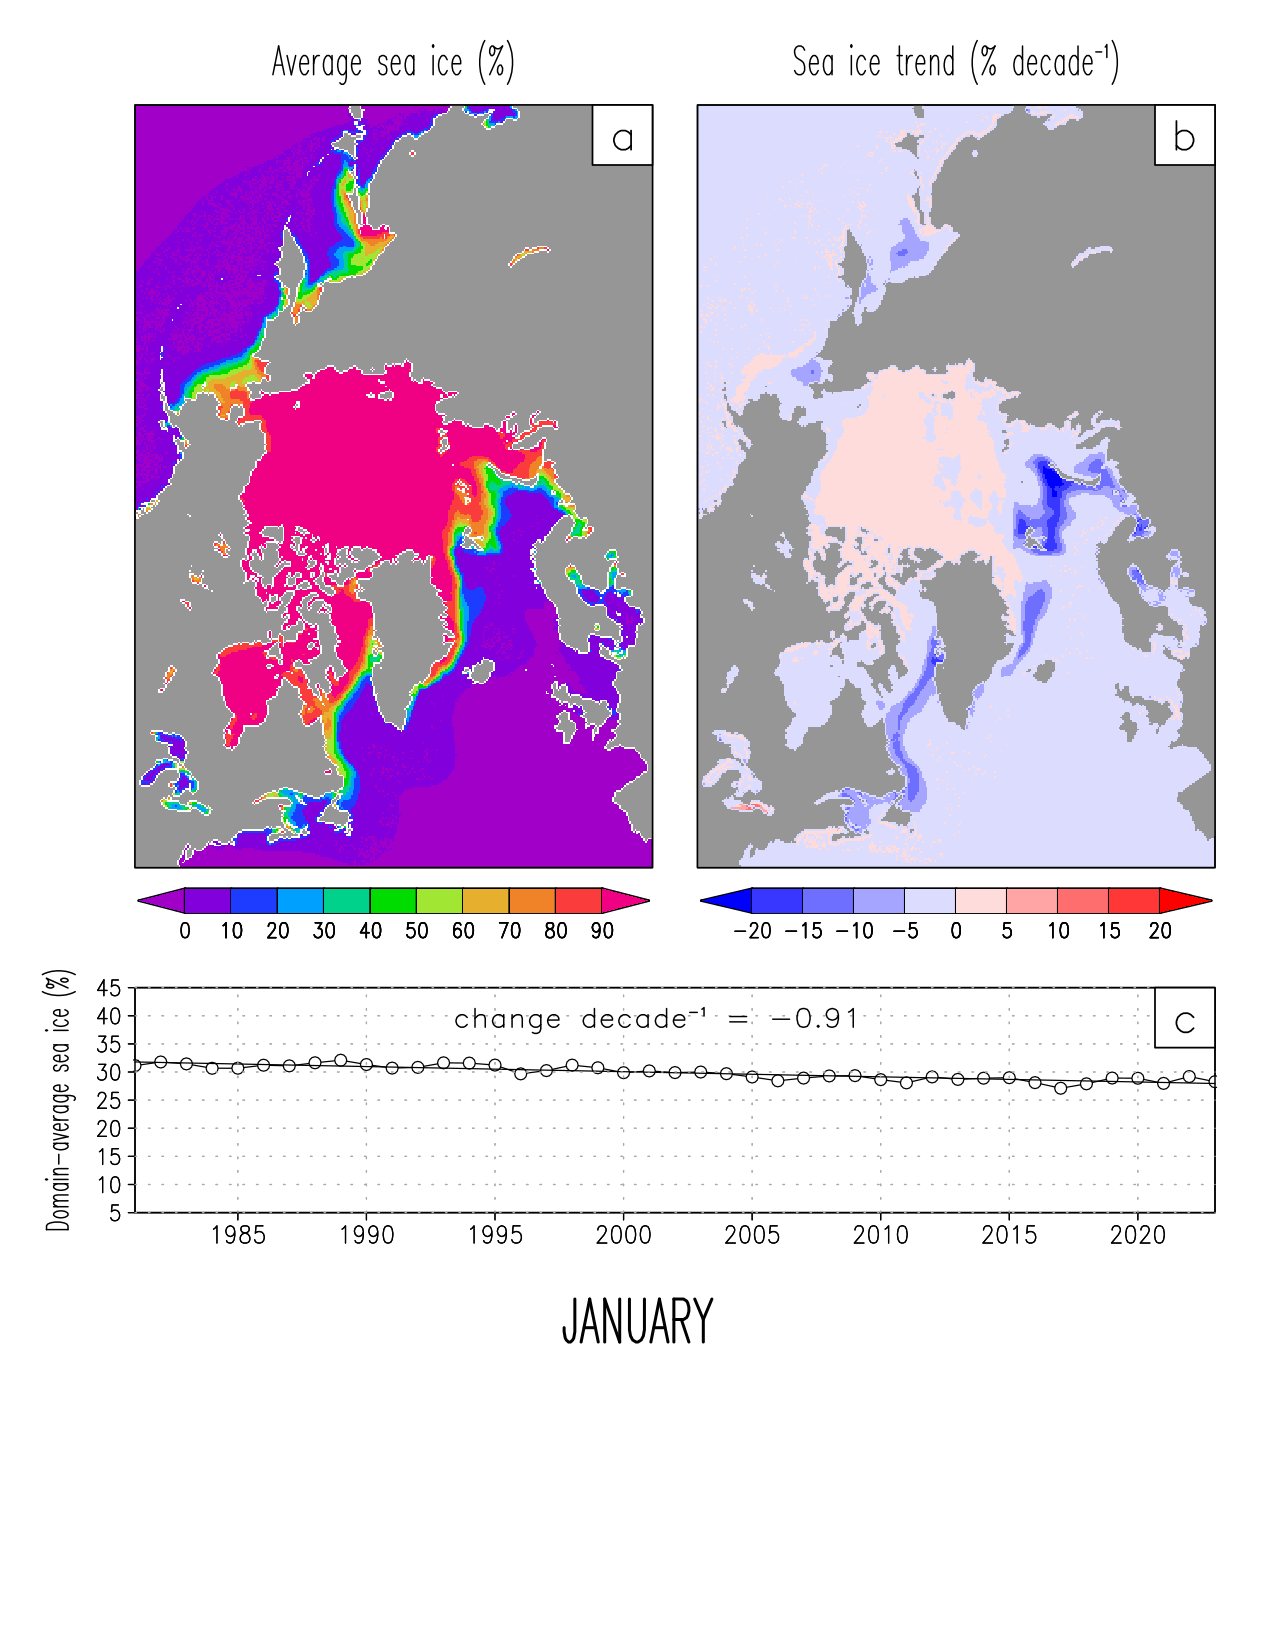 Average sea ice (%)
Sea ice trend (% decade⁻¹)
a
b
0 10 20 30 40 50 60 70 80 90
−20 −15 −10 −5 0 5 10 15 20
Domain−average sea ice (%)
45
40
35
30
25
20
15
10
5
change decade⁻¹ = −0.91
c
1985 1990 1995 2000 2005 2010 2015 2020
JANUARY